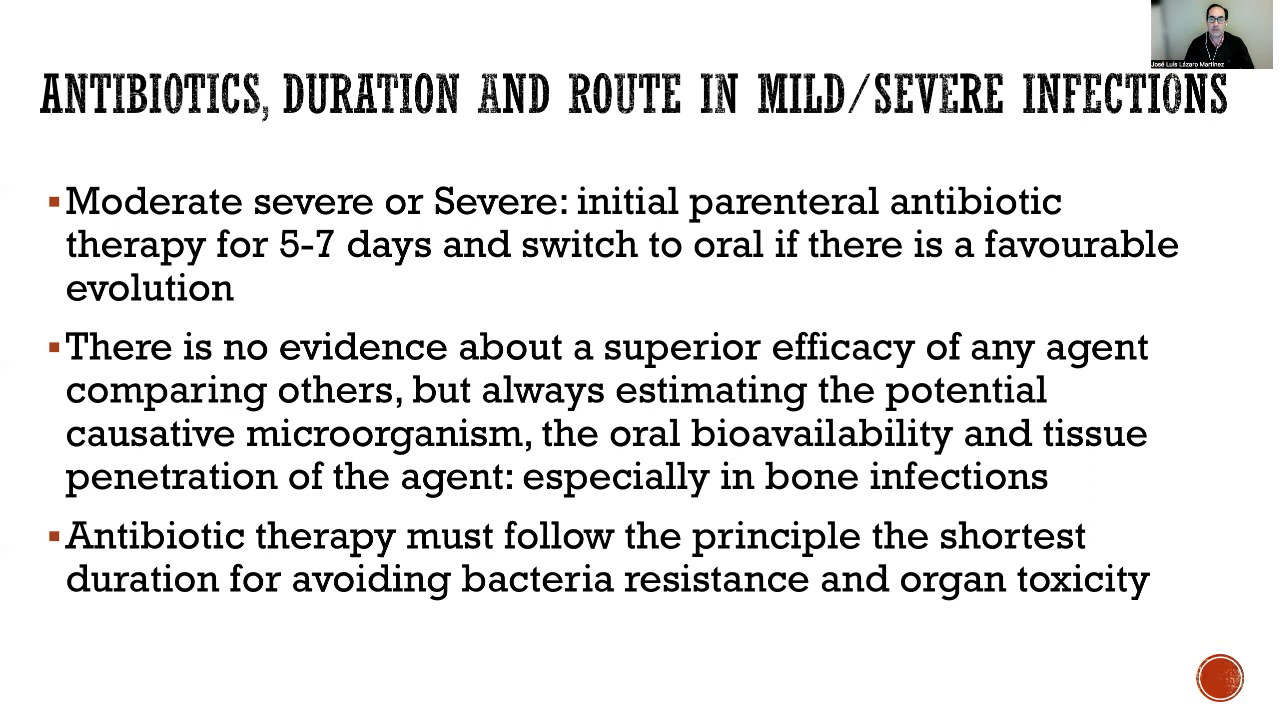 José Luis Lázaro Martínez
ANTIBIOTICS, DURATION AND ROUTE IN MILD/SEVERE INFECTIONS
▪Moderate severe or Severe: initial parenteral antibiotic
therapy for 5-7 days and switch to oral if there is a favourable
evolution
▪There is no evidence about a superior efficacy of any agent
comparing others, but always estimating the potential
causative microorganism, the oral bioavailability and tissue
penetration of the agent: especially in bone infections
▪Antibiotic therapy must follow the principle the shortest
duration for avoiding bacteria resistance and organ toxicity